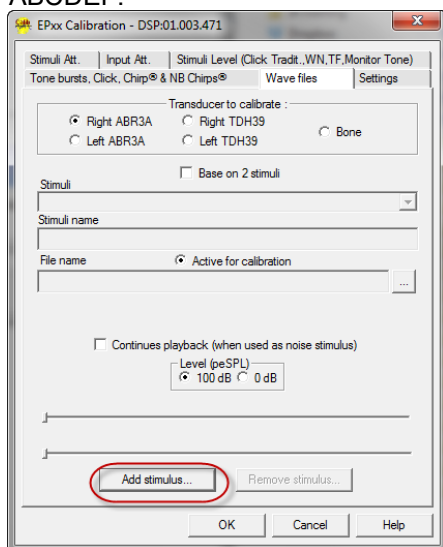 EPxx Calibration - DSP:01.003.471
Stimuli Att. Input Att. Stimuli Level (Click Tradit.,WN,TF,Monitor Tone)
Tone bursts, Click, Chirp® & NB Chirps® Wave files Settings
Transducer to calibrate :
Right ABR3A Right TDH39
Bone
Left ABR3A Left TDH39
Base on 2 stimuli
Stimuli
Stimuli name
File name Active for calibration
...
Continues playback (when used as noise stimulus)
Level (peSPL)
100 dB 0 dB
Add stimulus... Remove stimulus...
OK Cancel Help